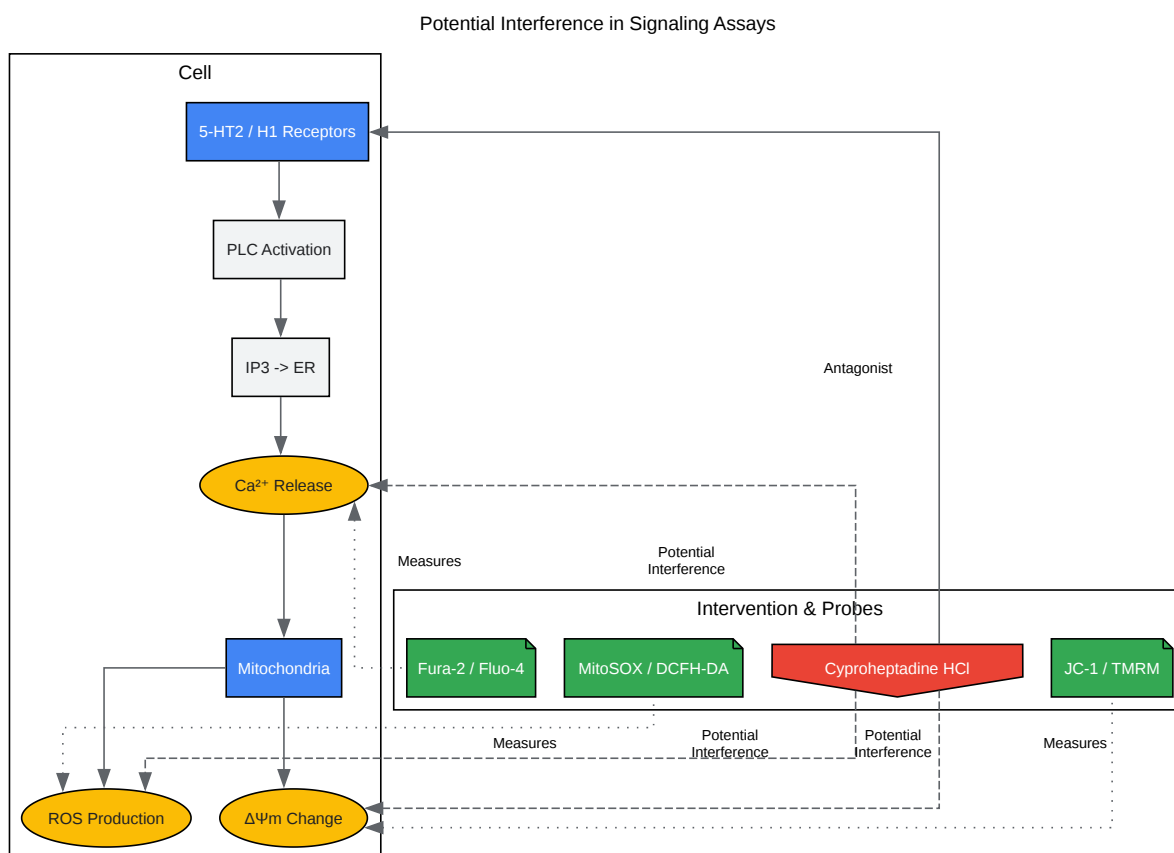 Potential Interference in Signaling Assays
Cell
5-HT2 / H1 Receptors
PLC Activation
IP3 -> ER
Antagonist
Ca²⁺ Release
Measures
Potential
Interference
Intervention & Probes
Mitochondria
Fura-2 / Fluo-4
MitoSOX / DCFH-DA
Cyproheptadine HCl
JC-1 / TMRM
Measures
Potential
Interference
Potential
Interference
Measures
ROS Production
ΔΨm Change